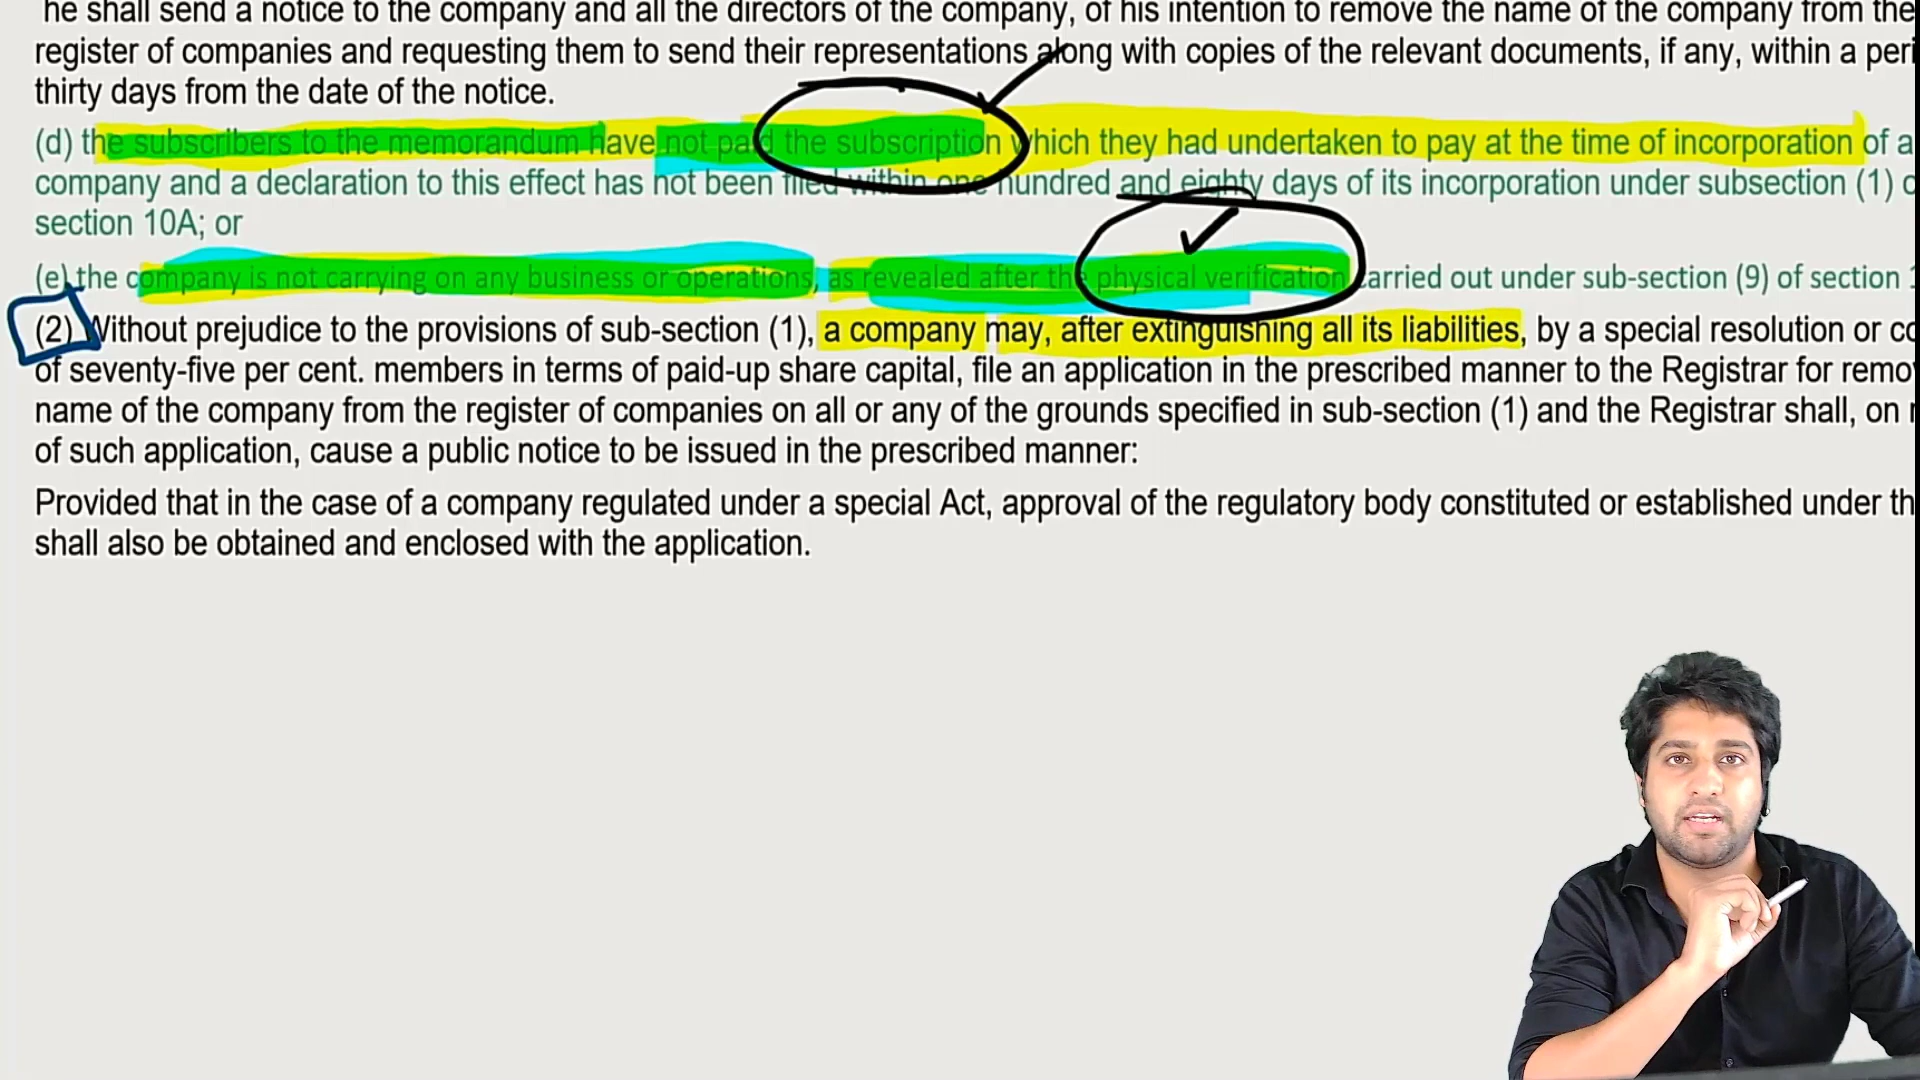 he shall send a notice to the company and all the directors of the company, of his intention to remove the name of the company from the
register of companies and requesting them to send their representations along with copies of the relevant documents, if any, within a peri
thirty days from the date of the notice.
(d) the subscribers to the memorandum have not paid the subscription which they had undertaken to pay at the time of incorporation of a
company and a declaration to this effect has not been filed within one hundred and eighty days of its incorporation under subsection (1) o
section 10A; or
(e) the company is not carrying on any business or operations, as revealed after the physical verification carried out under sub-section (9) of section 1
(2) Without prejudice to the provisions of sub-section (1), a company may, after extinguishing all its liabilities, by a special resolution or co
of seventy-five per cent. members in terms of paid-up share capital, file an application in the prescribed manner to the Registrar for remov
name of the company from the register of companies on all or any of the grounds specified in sub-section (1) and the Registrar shall, on r
of such application, cause a public notice to be issued in the prescribed manner:
Provided that in the case of a company regulated under a special Act, approval of the regulatory body constituted or established under th
shall also be obtained and enclosed with the application.